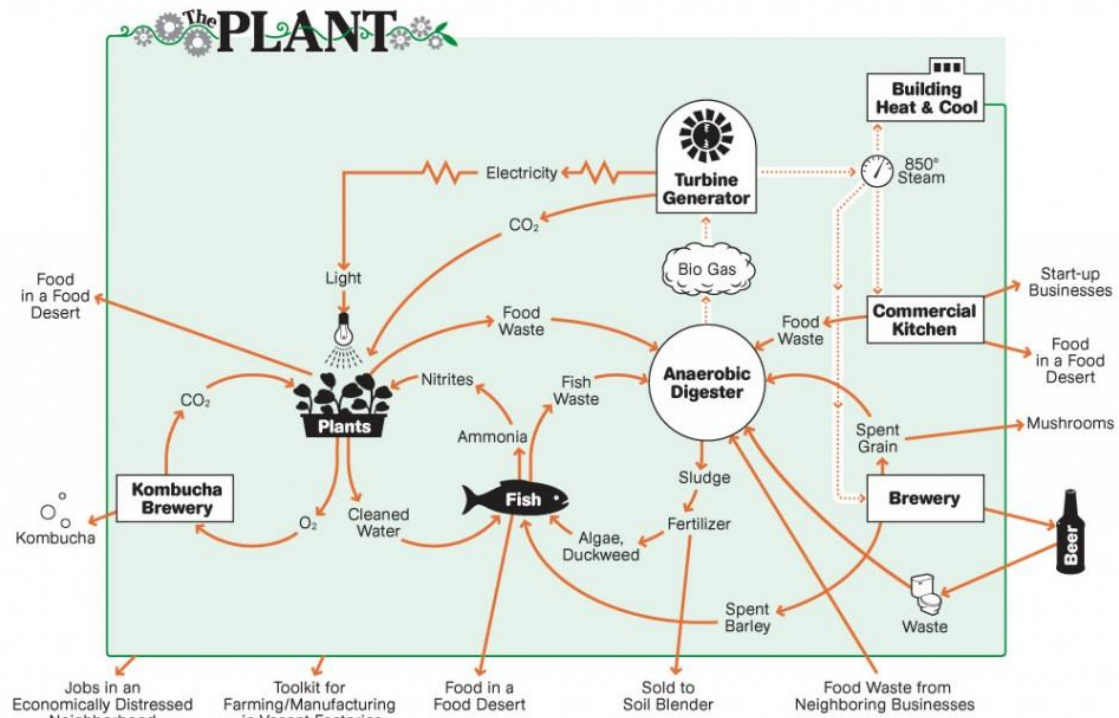 The PLANT
Building
Heat & Cool
850°
Steam
Turbine
Generator
Electricity
CO₂
Light
Bio Gas
Food
in a Food
Desert
Start-up
Businesses
Commercial
Kitchen
Food
Waste
Food
Waste
Food
in a Food
Desert
Anaerobic
Digester
Nitrites
Fish
Waste
CO₂
Plants
Mushrooms
Spent
Grain
Ammonia
Sludge
Kombucha
Brewery
Fish
Brewery
Kombucha
O₂
Cleaned
Water
Fertilizer
Algae,
Duckweed
Beer
Spent
Barley
Waste
Jobs in an
Economically Distressed
Neighborhood
Toolkit for
Farming/Manufacturing
in Vacant Factories
Food in a
Food Desert
Sold to
Soil Blender
Food Waste from
Neighboring Businesses